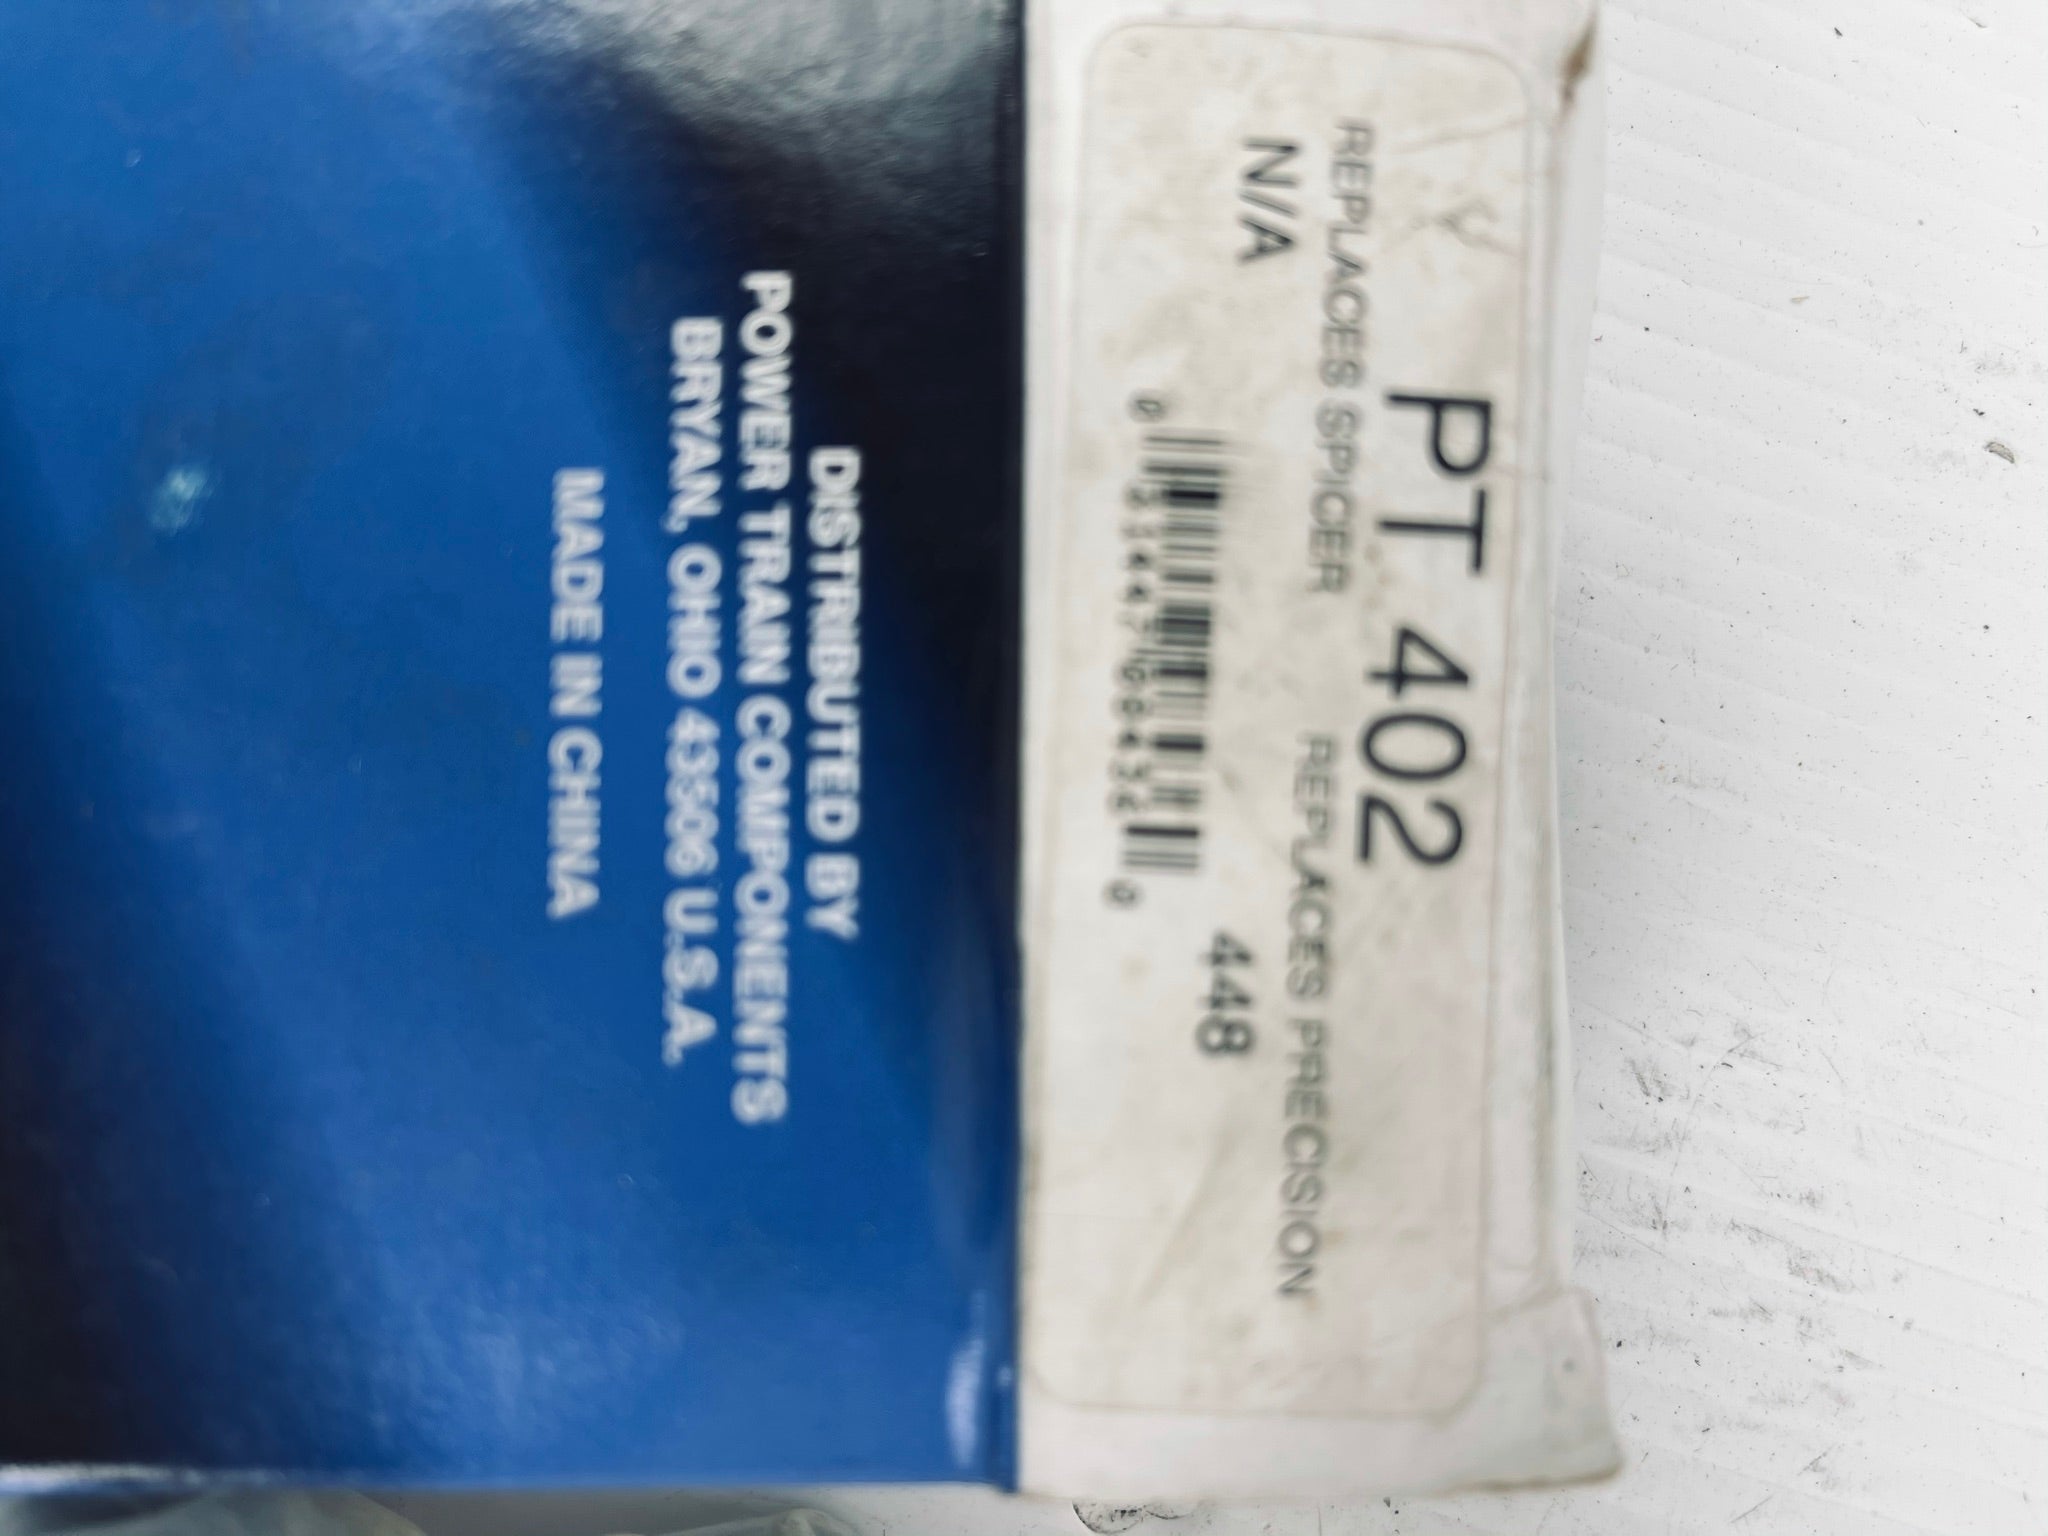 PT 402
REPLACES SPICER REPLACES PRECISION
N/A 448
DISTRIBUTED BY
POWER TRAIN COMPONENTS
BRYAN, OHIO 43506 U.S.A.
MADE IN CHINA